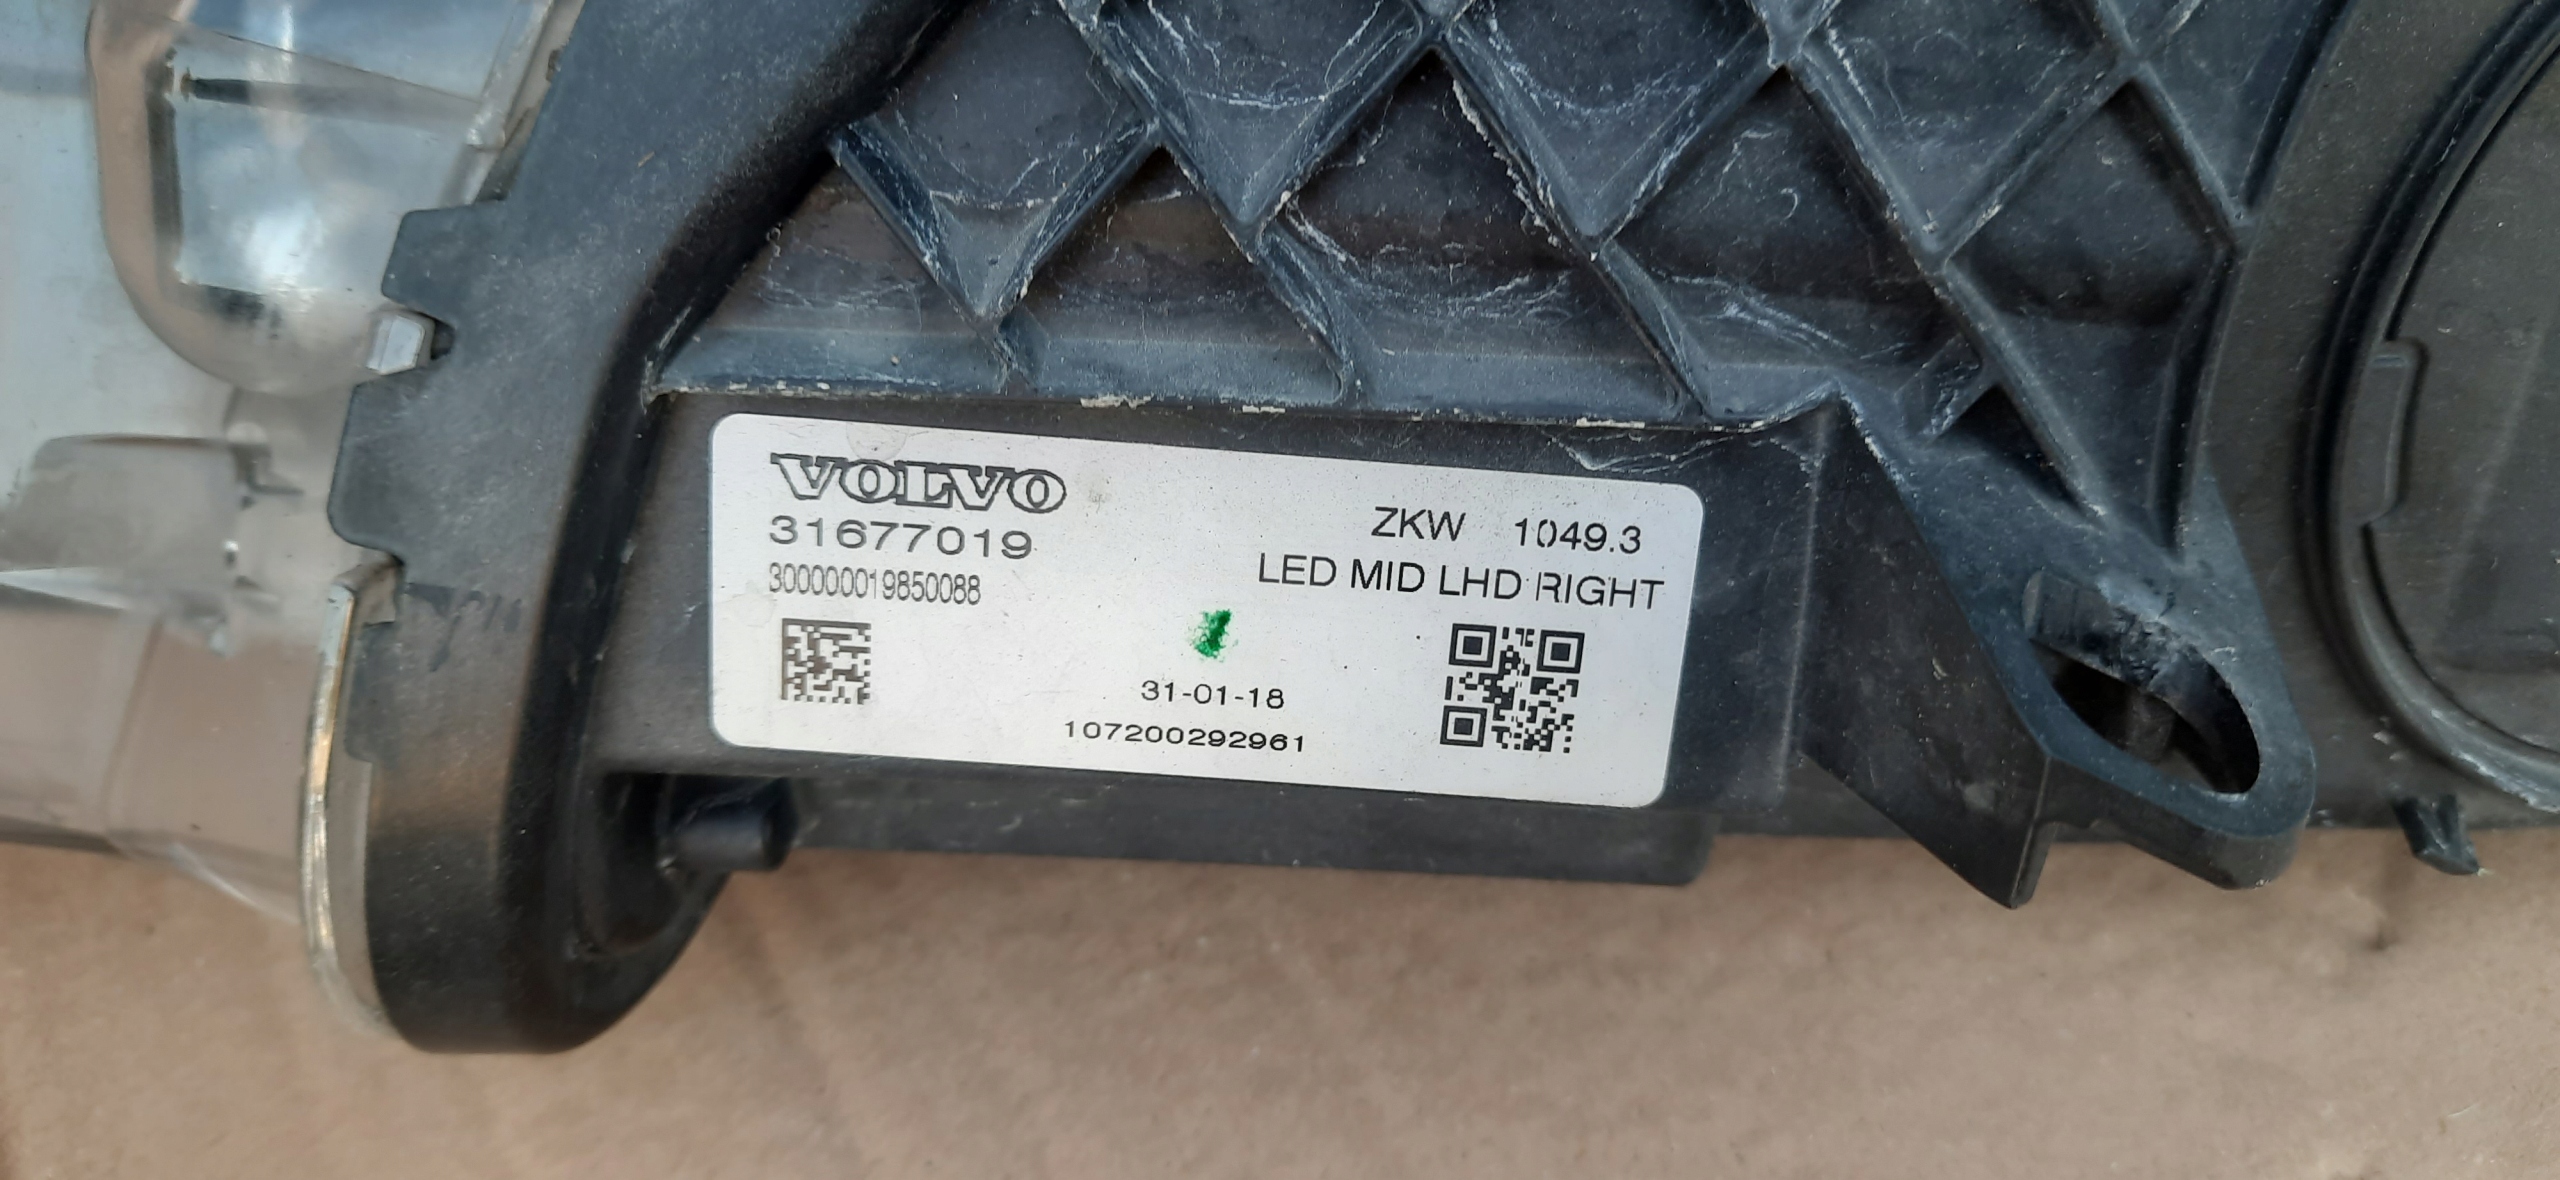 VOLVO
31677019
300000019850088
ZKW 1049.3
LED MID LHD RIGHT
31-01-18
107200292961